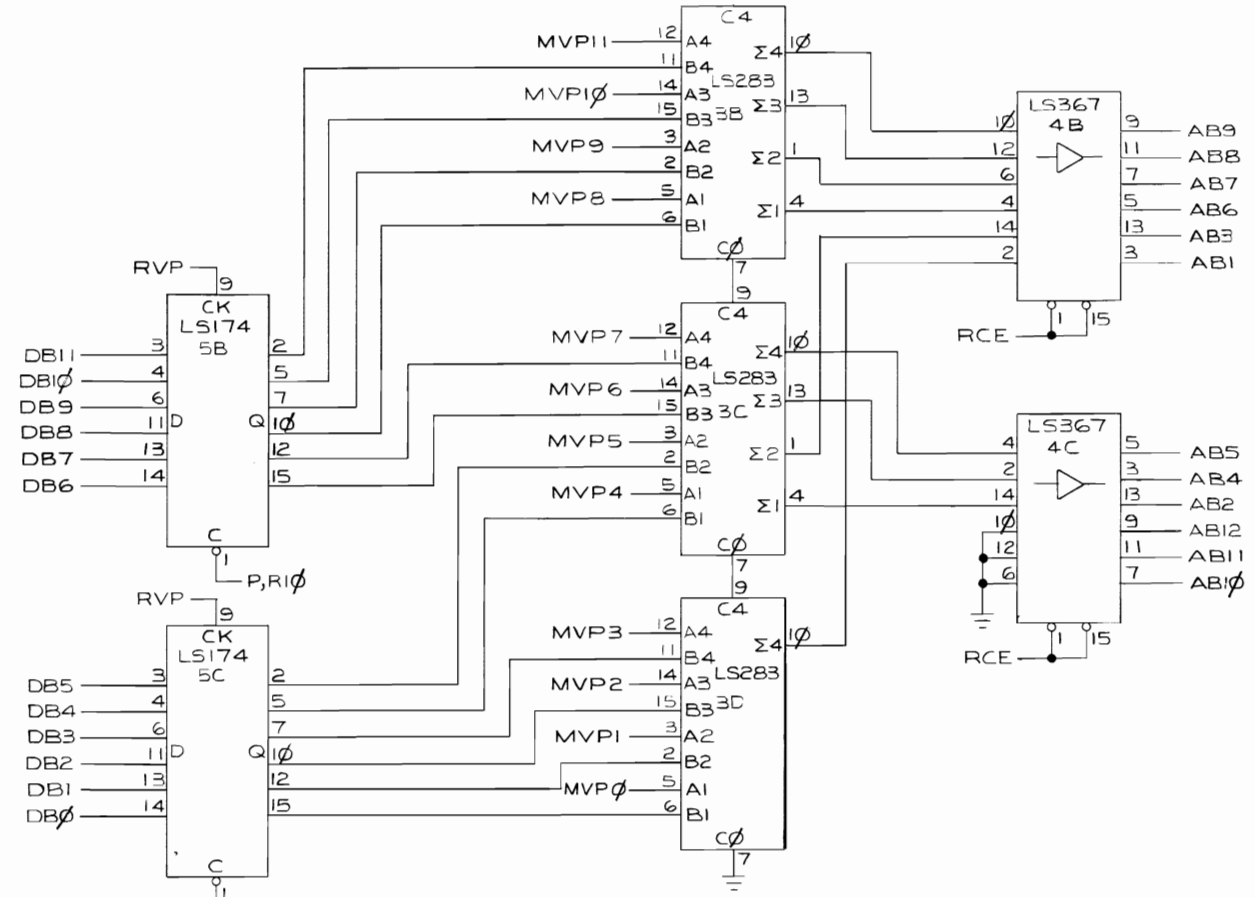 C4
MVP11 12 A4
11 B4
MVP1Ø 14 A3
15 B3
MVP9 3 A2
2 B2
MVP8 5 A1
6 B1
LS283
3B
Σ4 1Ø
Σ3 13
Σ2 1
Σ1 4
CØ
7
LS367
4B
1Ø 9 AB9
12 11 AB8
6 7 AB7
4 5 AB6
14 13 AB3
2 3 AB1
RCE 1 15
RVP 9
CK
LS174
5B
DB11 3 2
DB1Ø 4 5
DB9 6 7
DB8 11 D Q 1Ø
DB7 13 12
DB6 14 15
C
1
P,R1Ø
9
C4
MVP7 12 A4
11 B4
MVP6 14 A3
15 B3
MVP5 3 A2
2 B2
MVP4 5 A1
6 B1
LS283
3C
Σ4 1Ø
Σ3 13
Σ2 1
Σ1 4
CØ
7
LS367
4C
4 5 AB5
2 3 AB4
14 13 AB2
1Ø 9 AB12
12 11 AB11
6 7 AB1Ø
RCE 1 15
RVP 9
CK
LS174
5C
DB5 3 2
DB4 4 5
DB3 6 7
DB2 11 D Q 1Ø
DB1 13 12
DBØ 14 15
C
1
9
C4
MVP3 12 A4
11 B4
MVP2 14 A3
15 B3
MVP1 3 A2
2 B2
MVPØ 5 A1
6 B1
LS283
3D
Σ4 1Ø
CØ
7